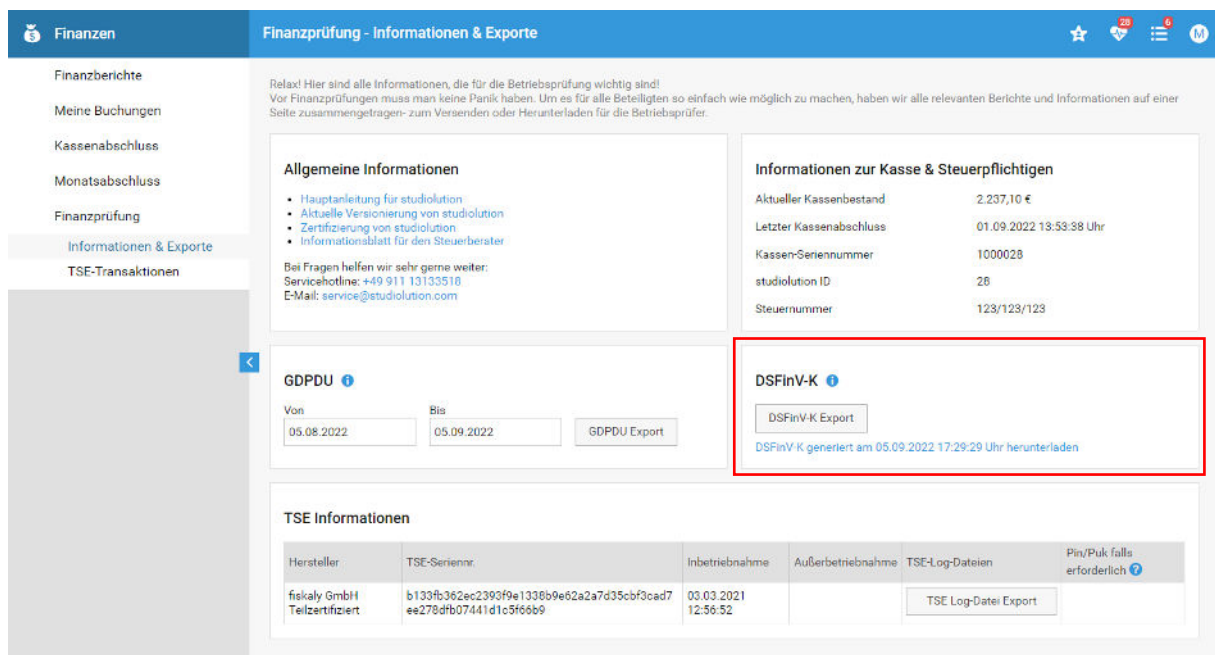 Finanzen
Finanzprüfung - Informationen & Exporte
28
6
M
Finanzberichte
Meine Buchungen
Kassenabschluss
Monatsabschluss
Finanzprüfung
Informationen & Exporte
TSE-Transaktionen
Relax! Hier sind alle Informationen, die für die Betriebsprüfung wichtig sind!
Vor Finanzprüfungen muss man keine Panik haben. Um es für alle Beteiligten so einfach wie möglich zu machen, haben wir alle relevanten Berichte und Informationen auf einer
Seite zusammengetragen- zum Versenden oder Herunterladen für die Betriebsprüfer.
Allgemeine Informationen
• Hauptanleitung für studiolution
• Aktuelle Versionierung von studiolution
• Zertifizierung von studiolution
• Informationsblatt für den Steuerberater
Bei Fragen helfen wir sehr gerne weiter:
Servicehotline: +49 911 13133518
E-Mail: service@studiolution.com
Informationen zur Kasse & Steuerpflichtigen
Aktueller Kassenbestand 2.237,10 €
Letzter Kassenabschluss 01.09.2022 13:53:38 Uhr
Kassen-Seriennummer 1000028
studiolution ID 28
Steuernummer 123/123/123
GDPDU
Von Bis
05.08.2022 05.09.2022 GDPDU Export
DSFinV-K
DSFinV-K Export
DSFinV-K generiert am 05.09.2022 17:29:29 Uhr herunterladen
TSE Informationen
Hersteller TSE-Seriennr. Inbetriebnahme Außerbetriebnahme TSE-Log-Dateien Pin/Puk falls
erforderlich
fiskaly GmbH b133fb362ec2393f9e1338b9e62a2a7d35cbf3cad7 03.03.2021
Teilzertifiziert ee278dfb07441d1c5f66b9 12:56:52
TSE Log-Datei Export